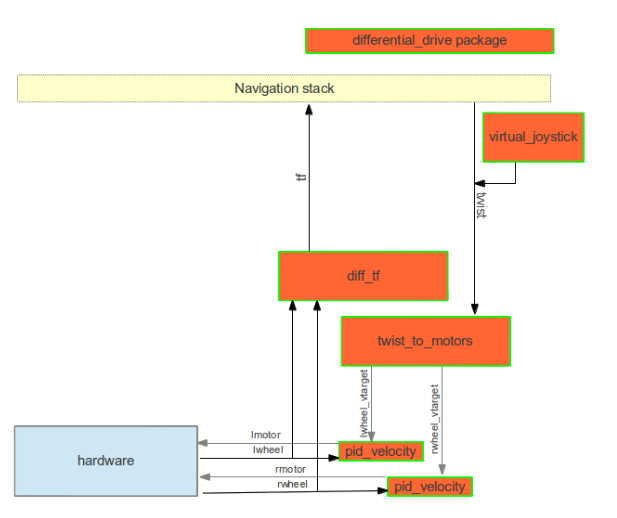 differential_drive package
Navigation stack
virtual_joystick
tf
twist
diff_tf
twist_to_motors
lwheel_vtarget
rwheel_vtarget
lmotor
lwheel
pid_velocity
hardware
rmotor
rwheel
pid_velocity